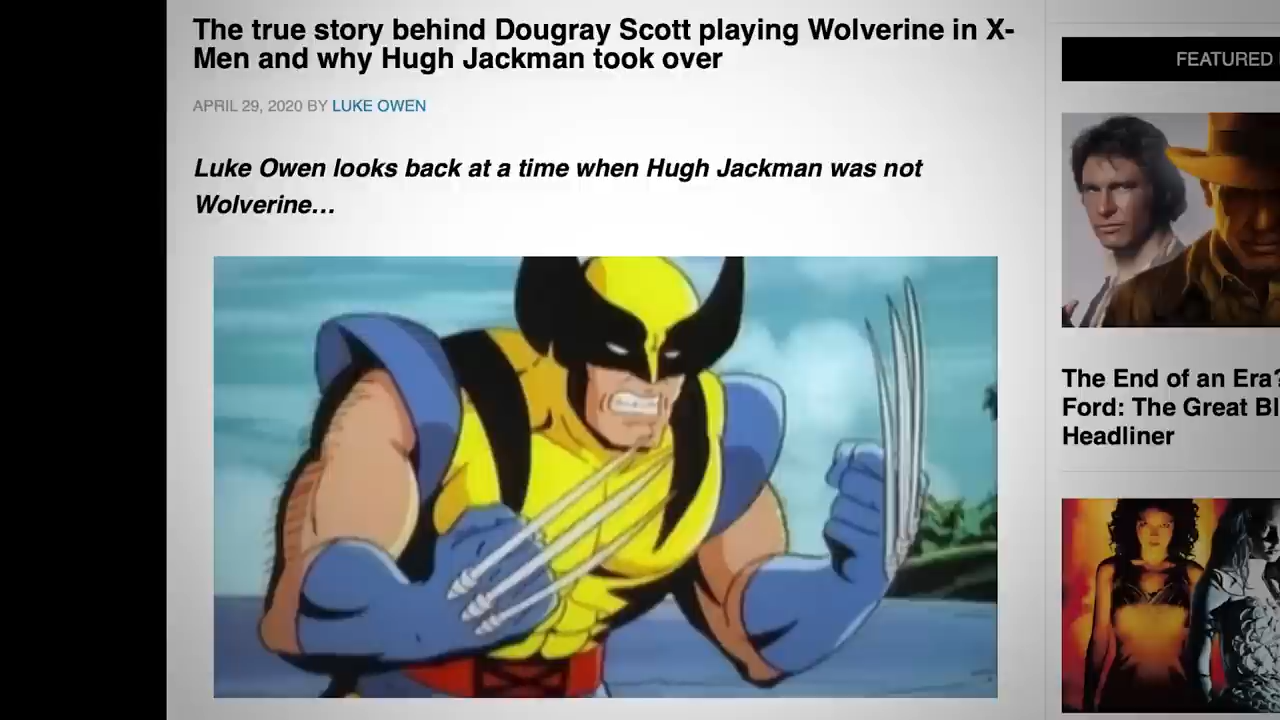 The true story behind Dougray Scott playing Wolverine in X-
Men and why Hugh Jackman took over
APRIL 29, 2020 BY LUKE OWEN
Luke Owen looks back at a time when Hugh Jackman was not
Wolverine...
FEATURED
The End of an Era?
Ford: The Great Bl
Headliner